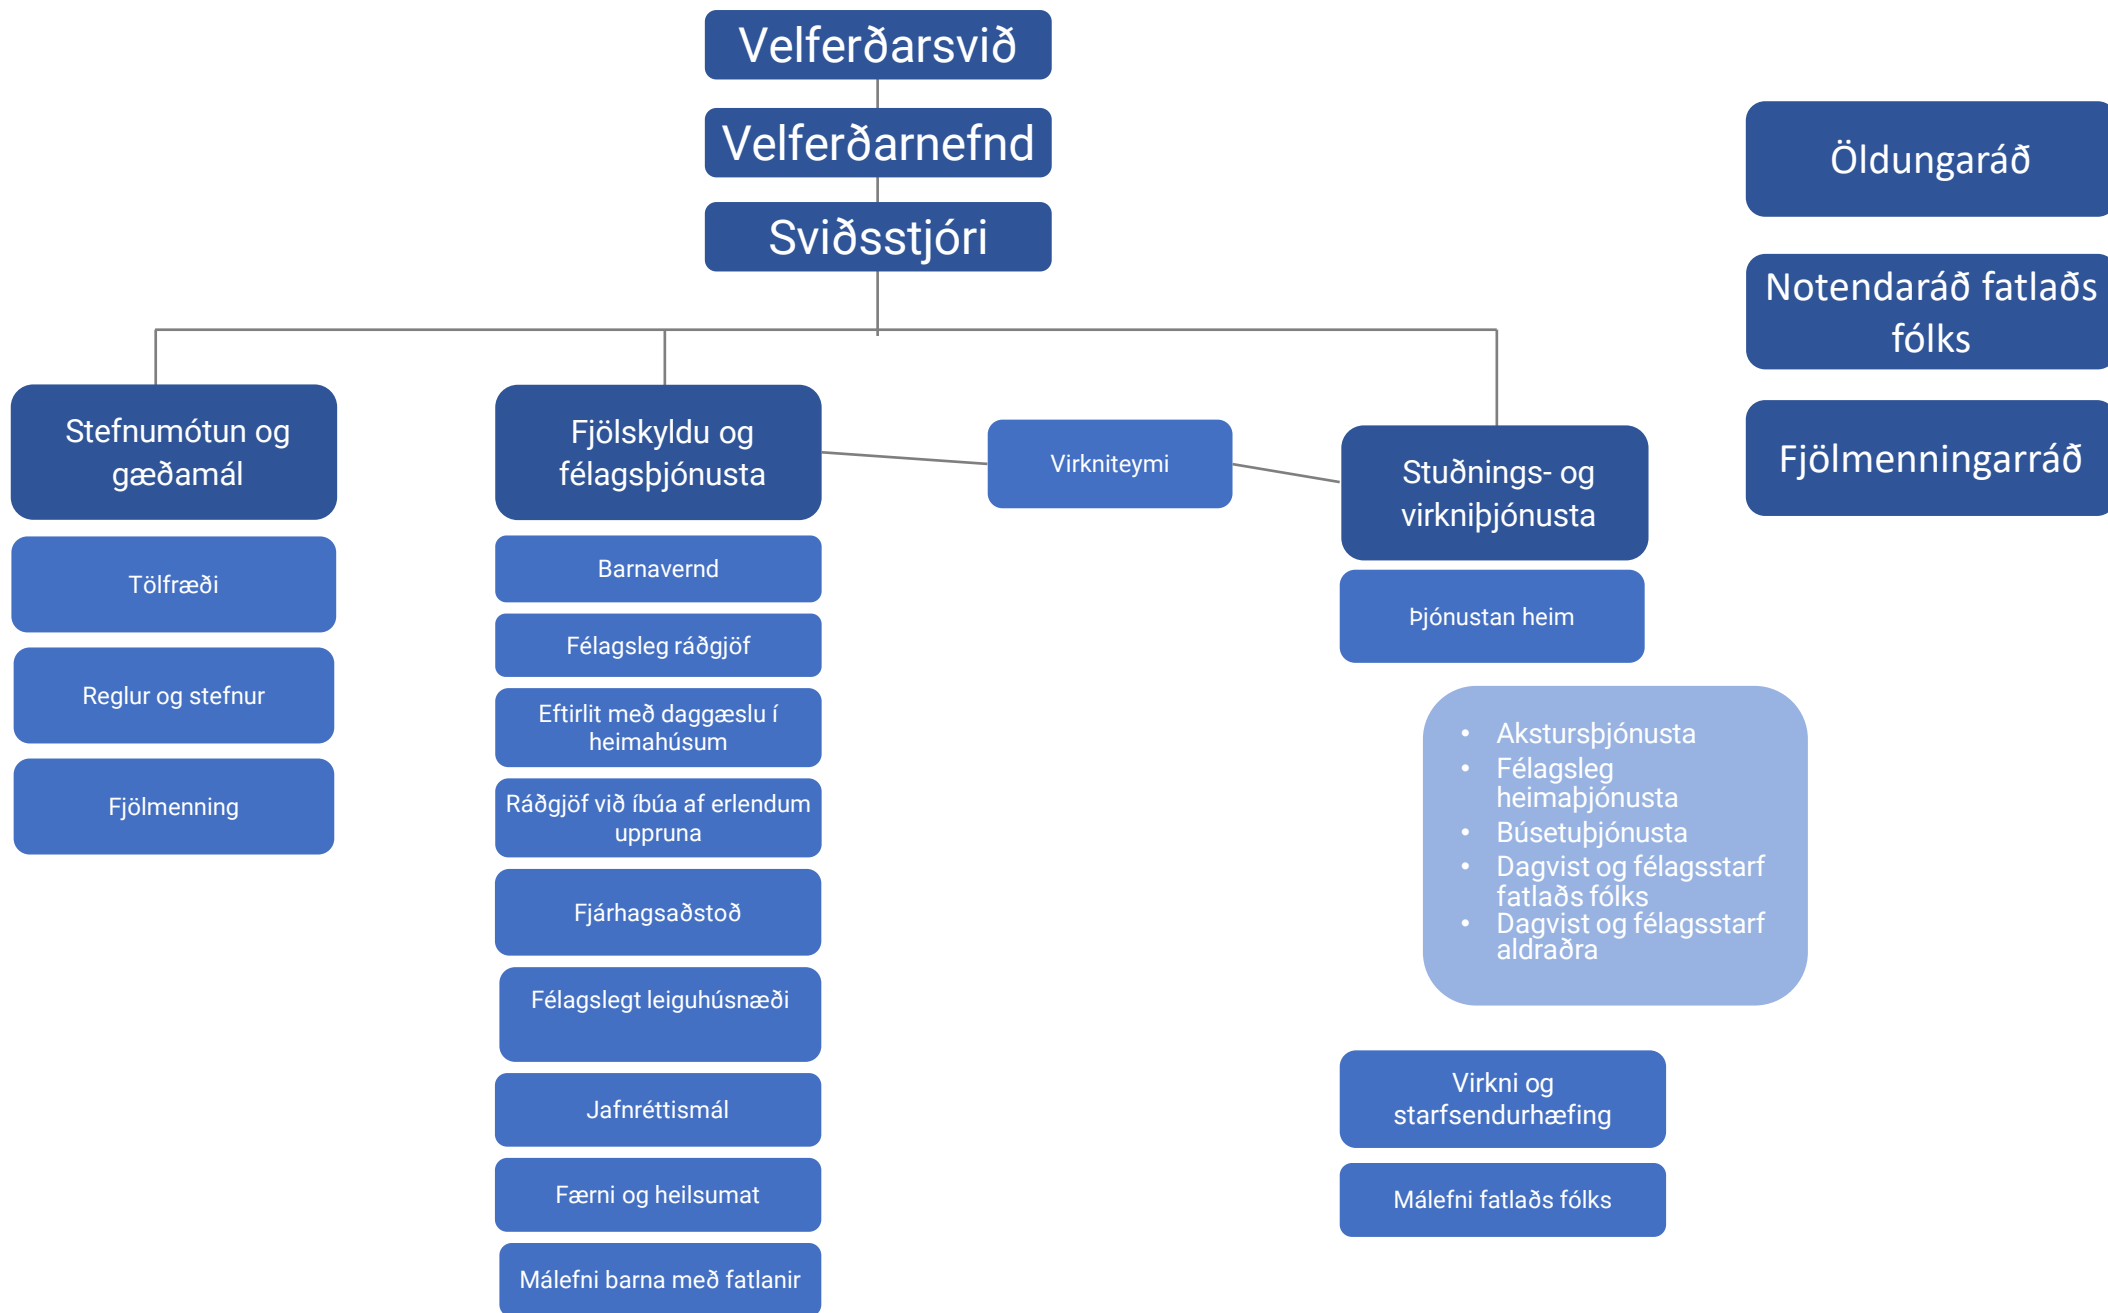 Velferðarsvið
Velferðarnefnd
Sviðsstjóri
Öldungaráð
Notendaráð fatlaðs
fólks
Fjölmenningarráð
Stefnumótun og
gæðamál
Tölfræði
Reglur og stefnur
Fjölmenning
Fjölskyldu og
félagsþjónusta
Barnavernd
Félagsleg ráðgjöf
Eftirlit með daggæslu í
heimahúsum
Ráðgjöf við íbúa af erlendum
uppruna
Fjárhagsaðstoð
Félagslegt leiguhúsnæði
Jafnréttismál
Færni og heilsumat
Málefni barna með fatlanir
Virkniteymi
Stuðnings- og
virkniþjónusta
Þjónustan heim
• Akstursþjónusta
• Félagsleg
heimaþjónusta
• Búsetuþjónusta
• Dagvist og félagsstarf
fatlaðs fólks
• Dagvist og félagsstarf
aldraðra
Virkni og
starfsendurhæfing
Málefni fatlaðs fólks